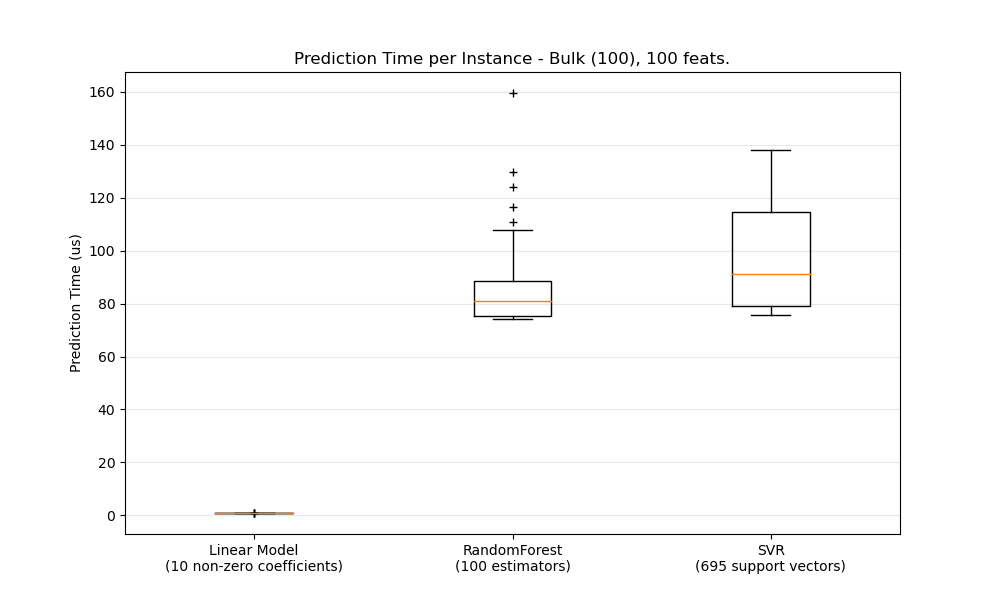 Prediction Time per Instance - Bulk (100), 100 feats.
160
140
120
100
80
60
40
20
0
Prediction Time (us)
Linear Model
(10 non-zero coefficients)
RandomForest
(100 estimators)
SVR
(695 support vectors)